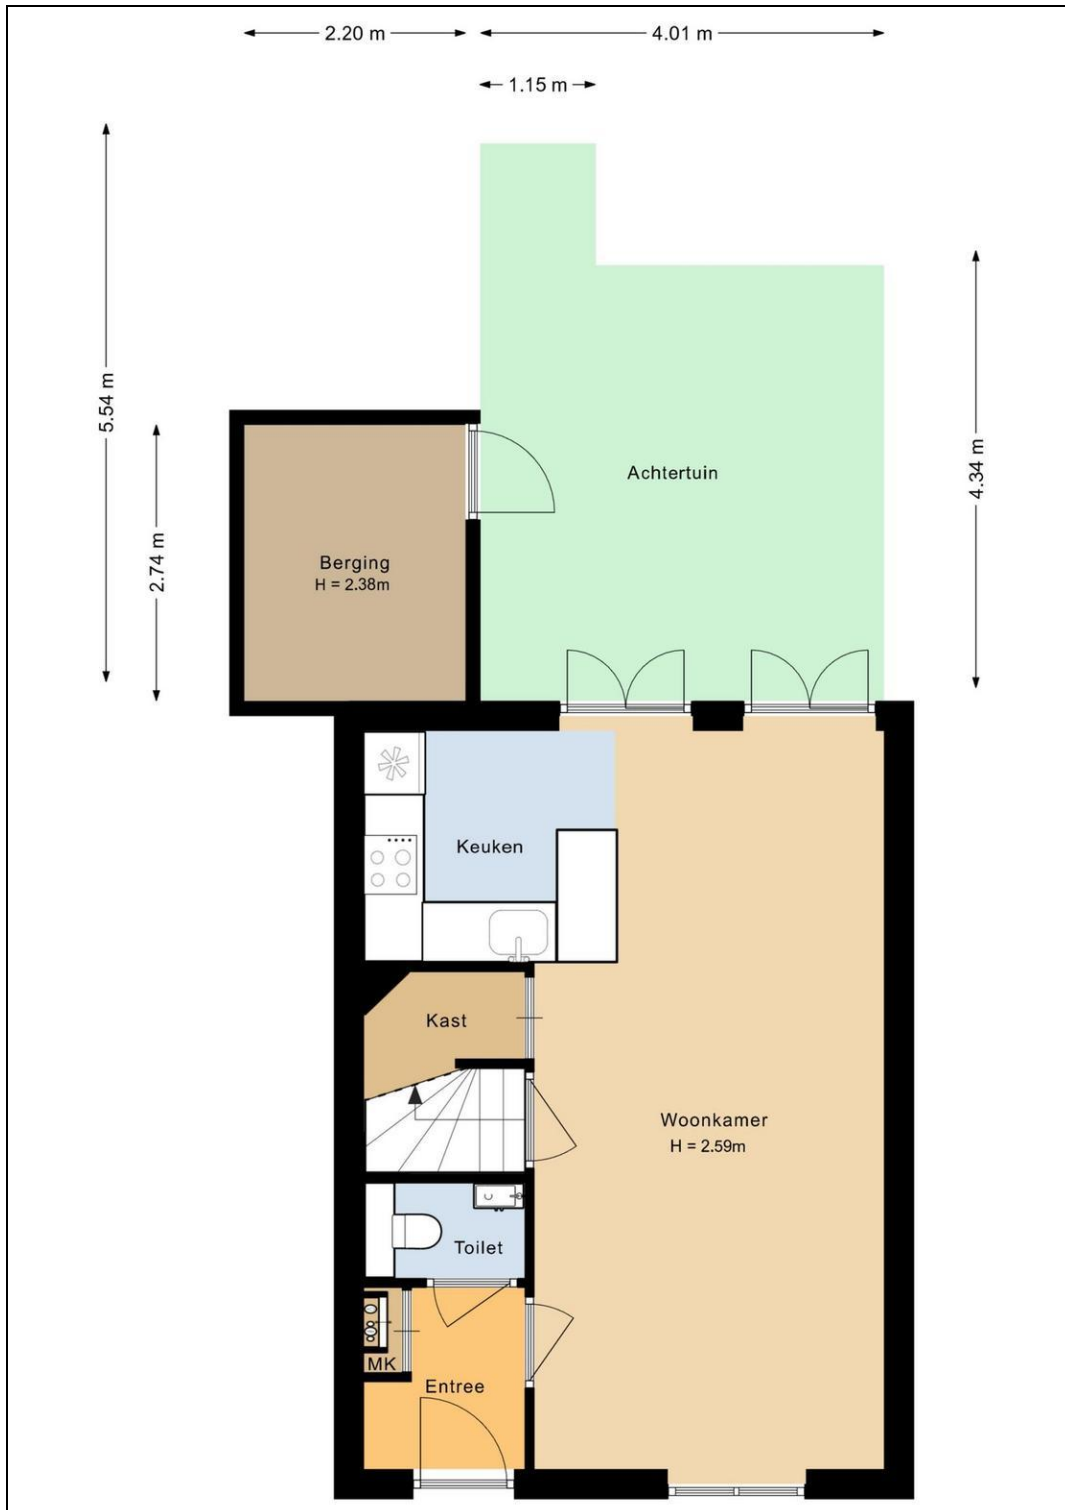 2.20 m
4.01 m
1.15 m
5.54 m
4.34 m
2.74 m
Achtertuin
Berging
H = 2.38m
Keuken
Kast
Woonkamer
H = 2.59m
Toilet
MK
Entree